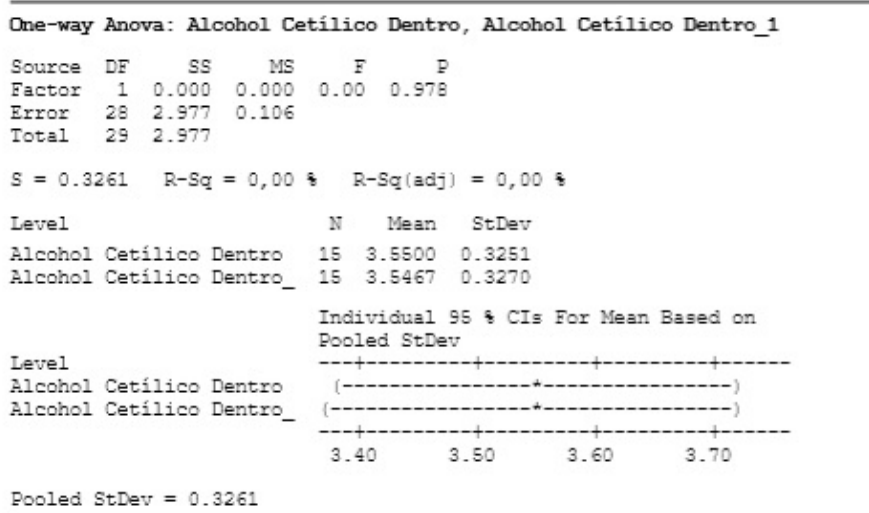 One-way Anova: Alcohol Cetílico Dentro, Alcohol Cetílico Dentro_1
Source DF SS MS F P
Factor 1 0.000 0.000 0.00 0.978
Error 28 2.977 0.106
Total 29 2.977
S = 0.3261 R-Sq = 0,00 % R-Sq(adj) = 0,00 %
Level N Mean StDev
Alcohol Cetílico Dentro 15 3.5500 0.3251
Alcohol Cetílico Dentro_ 15 3.5467 0.3270
Individual 95 % CIs For Mean Based on
Pooled StDev
Level ---+---------+---------+---------+------
Alcohol Cetílico Dentro (----------------*----------------)
Alcohol Cetílico Dentro_ (-----------------*----------------)
---+---------+---------+---------+------
3.40 3.50 3.60 3.70
Pooled StDev = 0.3261